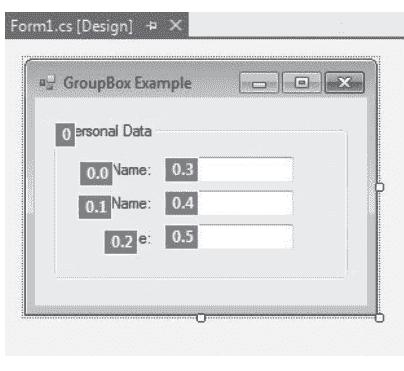 Form1.cs [Design]
GroupBox Example
0 ersonal Data
0.0 Name: 0.3
0.1 Name: 0.4
0.2 e: 0.5